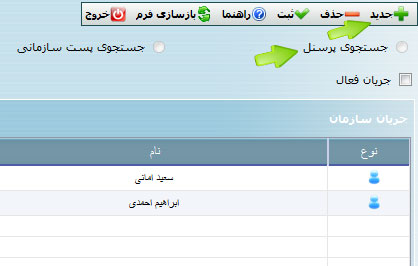 جدید حذف ثبت راهنما بازسازی فرم خروج
جستجوی پرسنل جستجوی پست سازمانی
جریان فعال
جریان سازمان
نوع نام
سعید امانی
ابراهیم احمدی